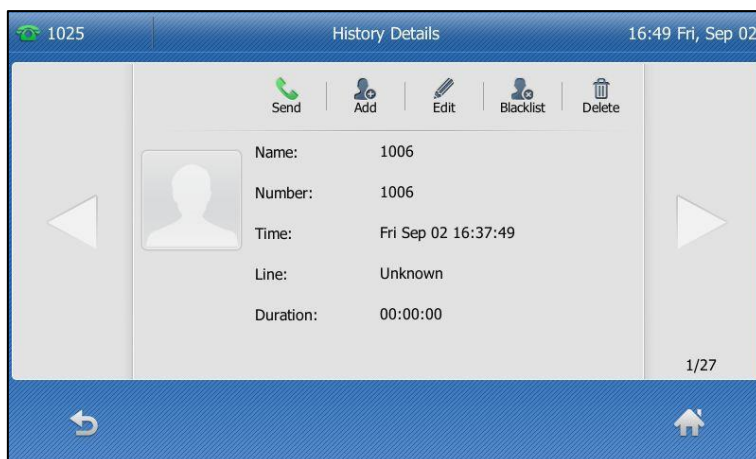 1025 History Details 16:49 Fri, Sep 02
Send Add Edit Blacklist Delete
Name: 1006
Number: 1006
Time: Fri Sep 02 16:37:49
Line: Unknown
Duration: 00:00:00
1/27